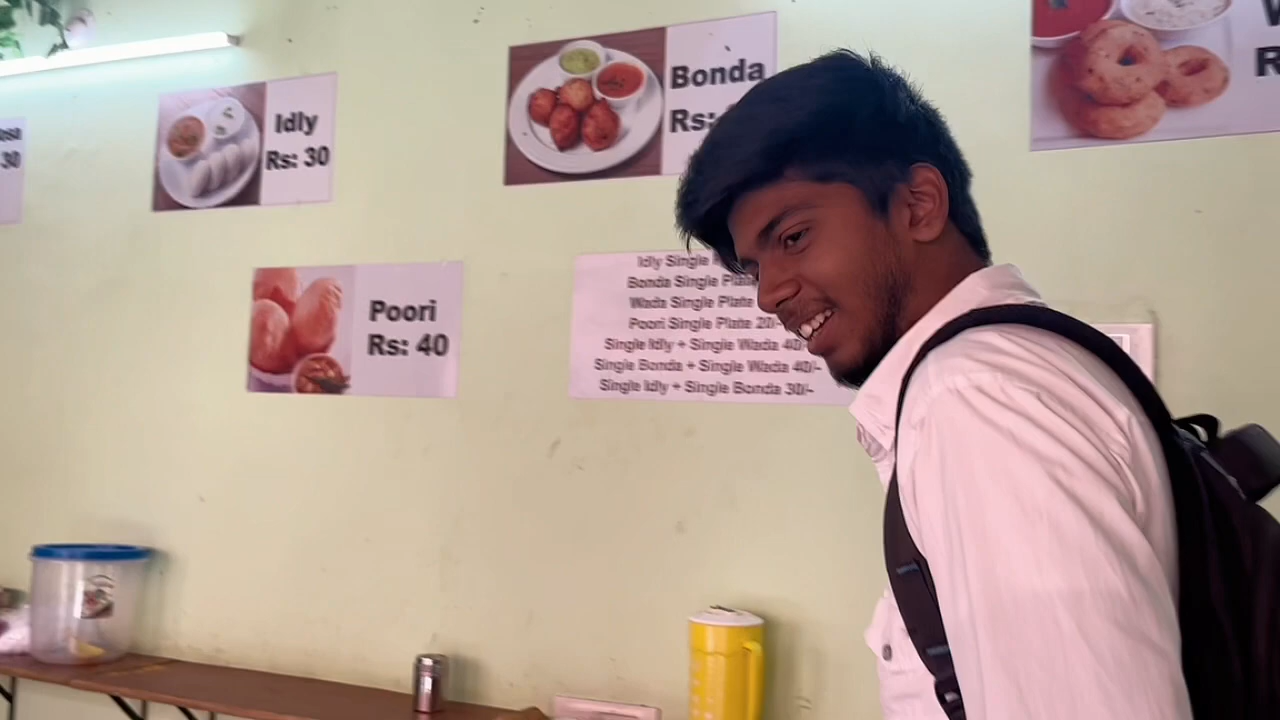 30
Idly
Rs: 30
Bonda
Rs:
Poori
Rs: 40
Idly Single
Bonda Single Plate
Wada Single Plate
Poori Single Plate 20/-
Single Idly + Single Wada 40/-
Single Bonda + Single Wada 40/-
Single Idly + Single Bonda 30/-